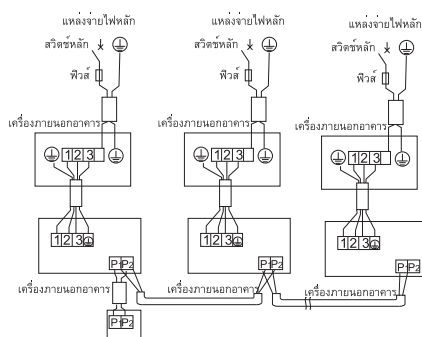 แหล่งจ่ายไฟหลัก แหล่งจ่ายไฟหลัก แหล่งจ่ายไฟหลัก
สวิตช์หลัก สวิตช์หลัก สวิตช์หลัก
ฟิวส์ ฟิวส์ ฟิวส์
เครื่องภายนอกอาคาร เครื่องภายนอกอาคาร เครื่องภายนอกอาคาร
1 2 3 1 2 3 1 2 3
1 2 3 1 2 3 1 2 3
P1 P2 P1 P2 P1 P2
เครื่องภายนอกอาคาร เครื่องภายนอกอาคาร เครื่องภายนอกอาคาร
P1 P2